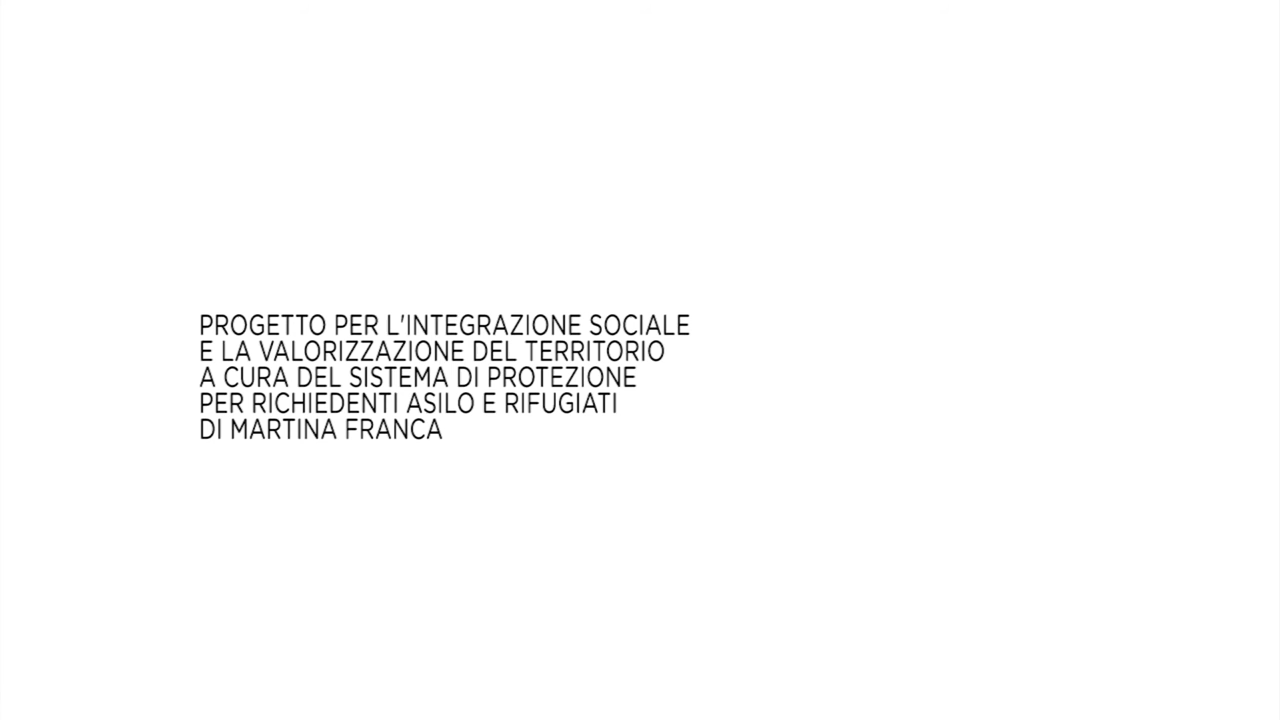 PROGETTO PER L'INTEGRAZIONE SOCIALE
E LA VALORIZZAZIONE DEL TERRITORIO
A CURA DEL SISTEMA DI PROTEZIONE
PER RICHIEDENTI ASILO E RIFUGIATI
DI MARTINA FRANCA